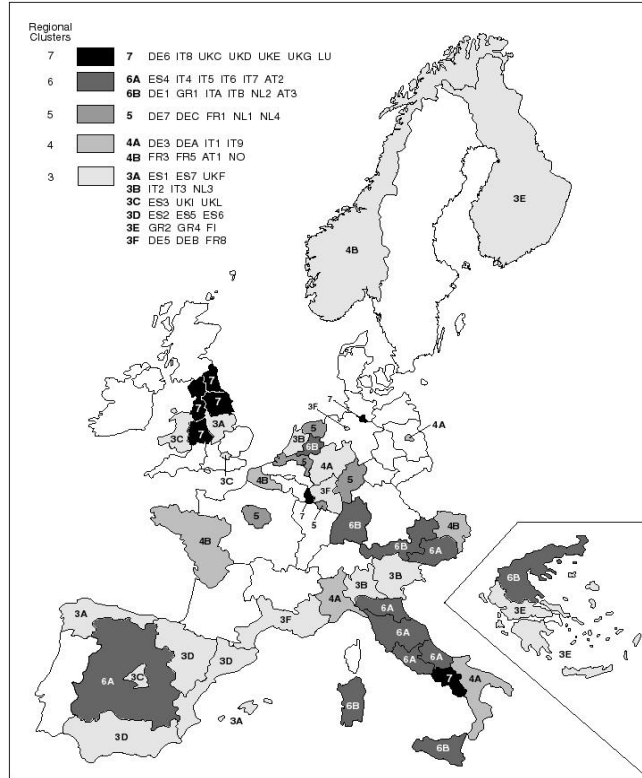 Regional
Clusters
7 7 DE6 IT8 UKC UKD UKE UKG LU
6 6A ES4 IT4 IT5 IT6 IT7 AT2
6B DE1 GR1 ITA ITB NL2 AT3
5 5 DE7 DEC FR1 NL1 NL4
4 4A DE3 DEA IT1 IT9
4B FR3 FR5 AT1 NO
3 3A ES1 ES7 UKF
3B IT2 IT3 NL3
3C ES3 UKI UKL
3D ES2 ES5 ES6
3E GR2 GR4 FI
3F DE5 DEB FR8
3E
4B
7
7
7
3A
3C
7
3C
3F
7
4A
5
3B
6B
5
4A
4B
3F
5
7
5
6B
4B
5
4B
6B
6A
3B
3B
4A
6A
3F
6A
6A
6A
7
4A
3A
3D
3D
3C
6A
3D
3A
6B
6B
6B
3E
3E